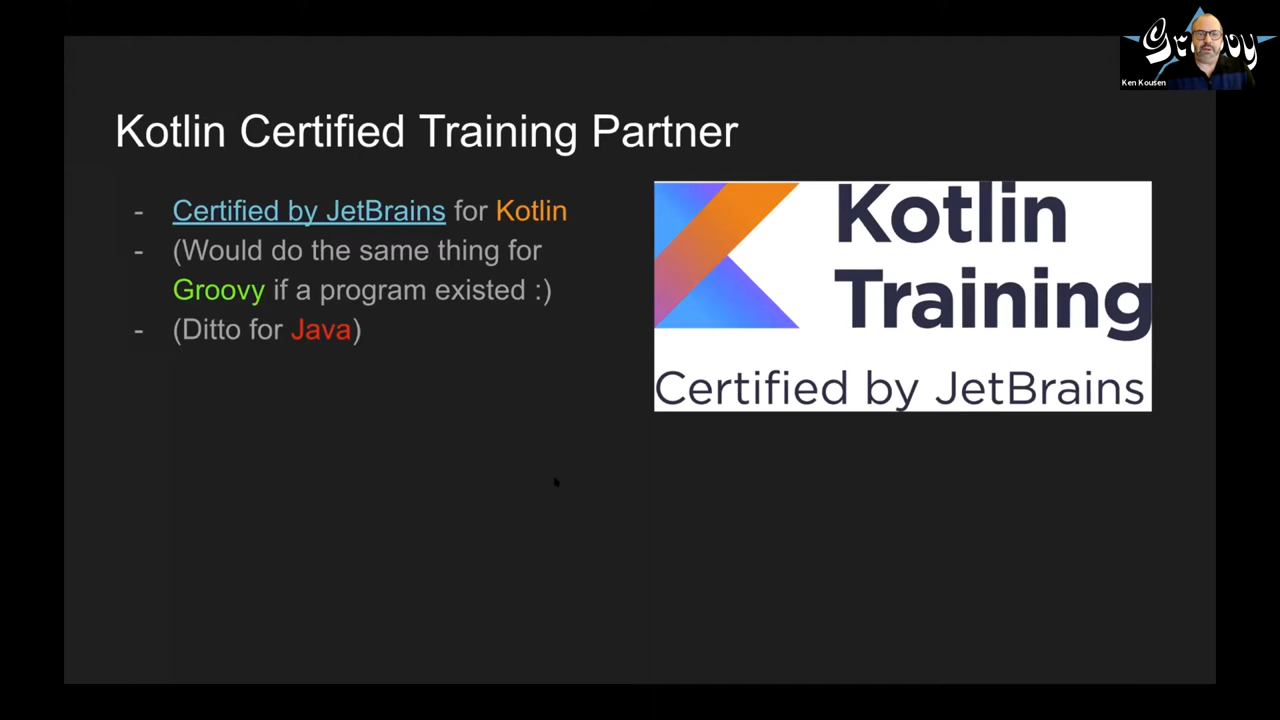 Groovy
Ken Kousen
Kotlin Certified Training Partner
- Certified by JetBrains for Kotlin
- (Would do the same thing for
Groovy if a program existed :)
- (Ditto for Java)
Kotlin
Training
Certified by JetBrains